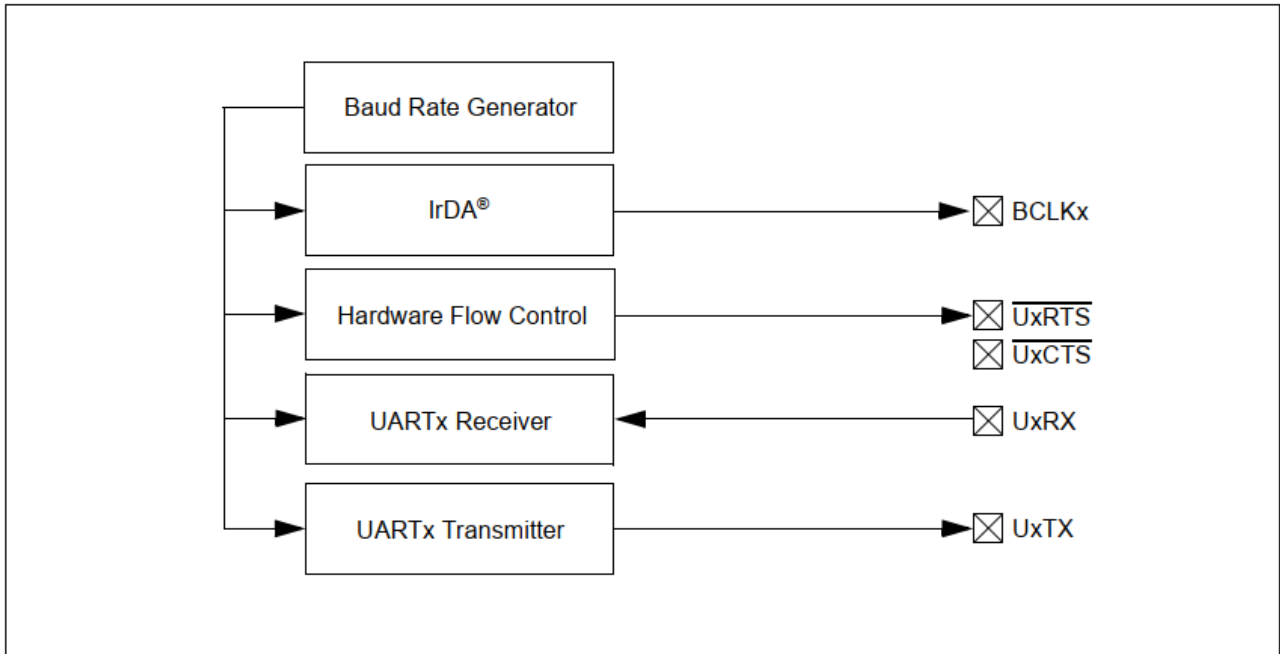 Baud Rate Generator
IrDA®
BCLKx
Hardware Flow Control
UxRTS
UxCTS
UARTx Receiver
UxRX
UARTx Transmitter
UxTX